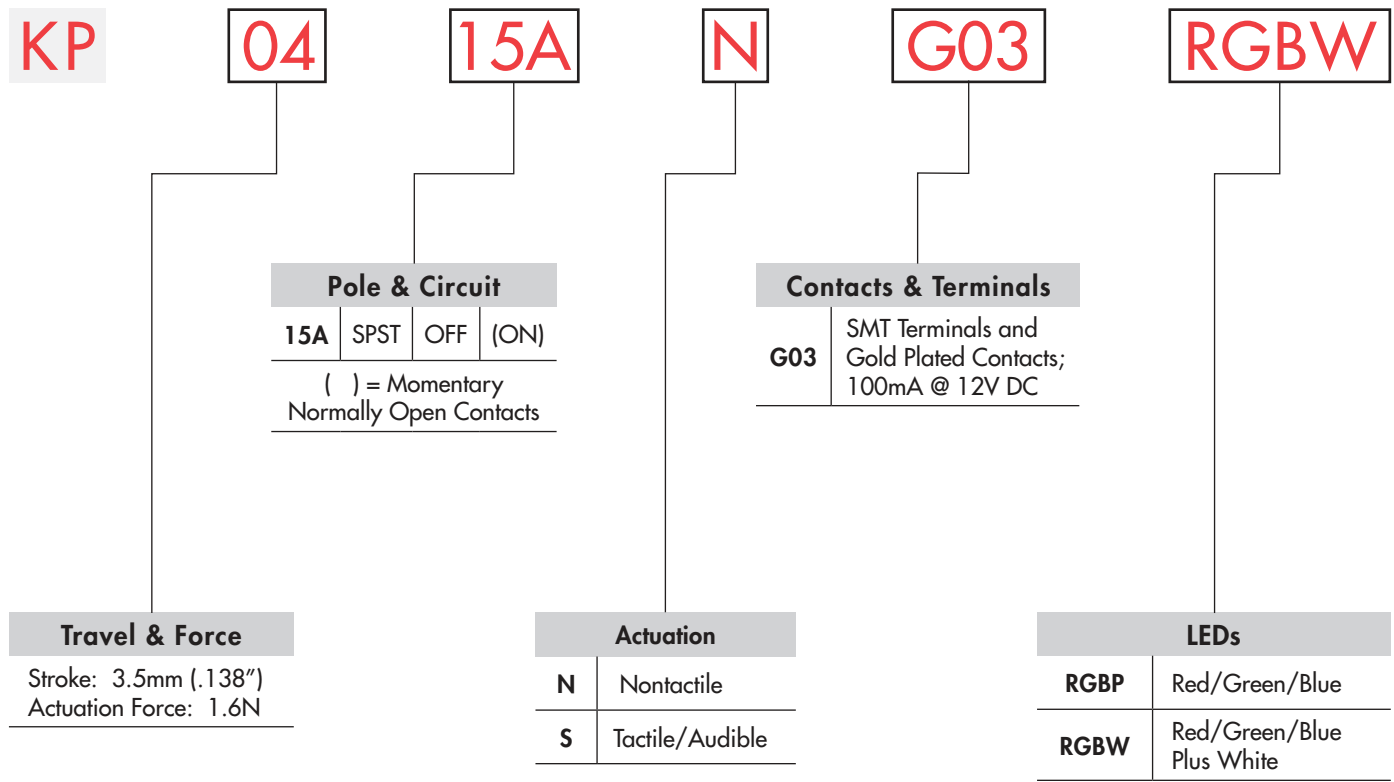 KP 04 15A N G03 RGBW
Pole & Circuit
15A SPST OFF (ON)
( ) = Momentary
Normally Open Contacts
Contacts & Terminals
G03 SMT Terminals and
Gold Plated Contacts;
100mA @ 12V DC
Travel & Force
Stroke: 3.5mm (.138″)
Actuation Force: 1.6N
Actuation
N Nontactile
S Tactile/Audible
LEDs
RGBP Red/Green/Blue
RGBW Red/Green/Blue
Plus White